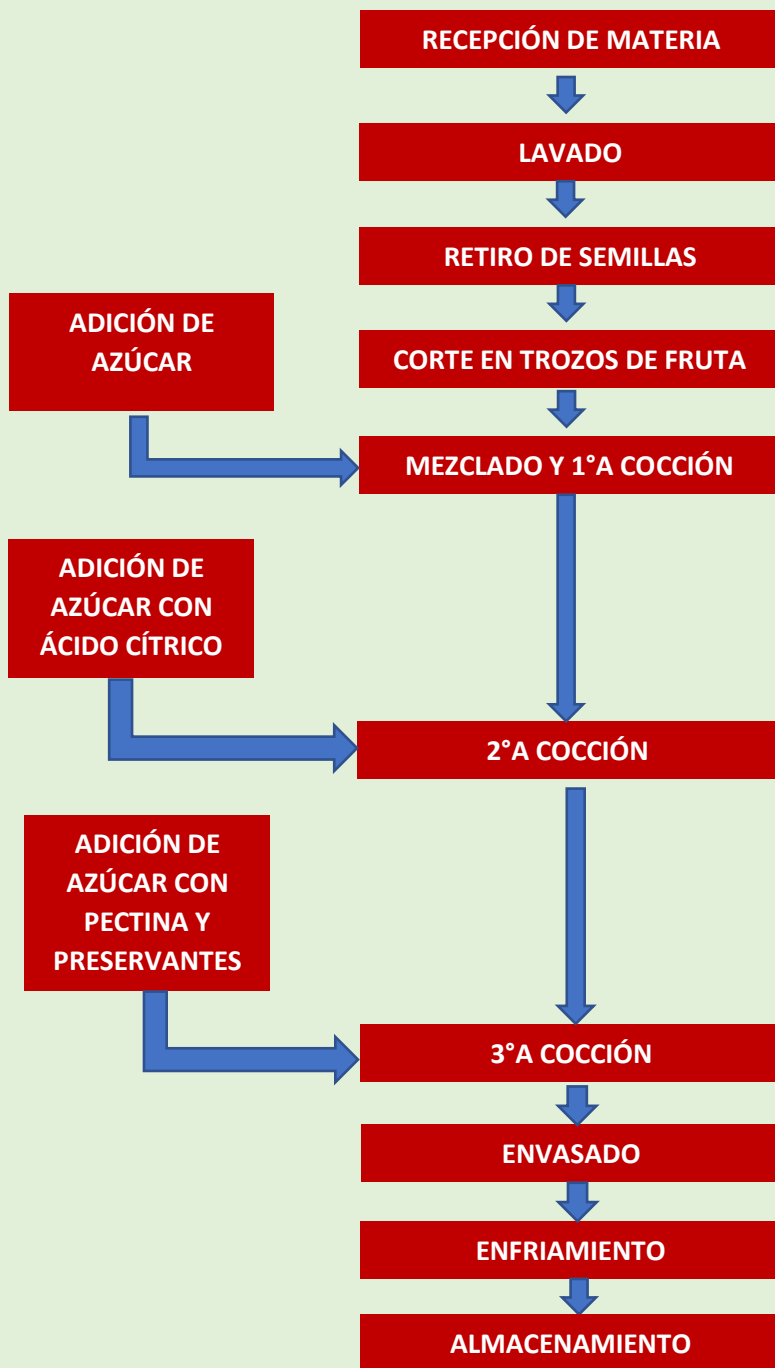 RECEPCIÓN DE MATERIA
LAVADO
RETIRO DE SEMILLAS
CORTE EN TROZOS DE FRUTA
ADICIÓN DE
AZÚCAR
MEZCLADO Y 1°A COCCIÓN
ADICIÓN DE
AZÚCAR CON
ÁCIDO CÍTRICO
2°A COCCIÓN
ADICIÓN DE
AZÚCAR CON
PECTINA Y
PRESERVANTES
3°A COCCIÓN
ENVASADO
ENFRIAMIENTO
ALMACENAMIENTO